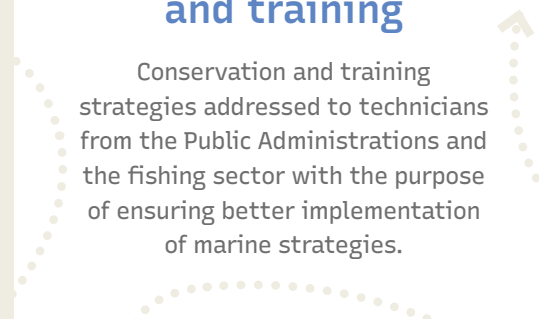 and training
Conservation and training
strategies addressed to technicians
from the Public Administrations and
the fishing sector with the purpose
of ensuring better implementation
of marine strategies.